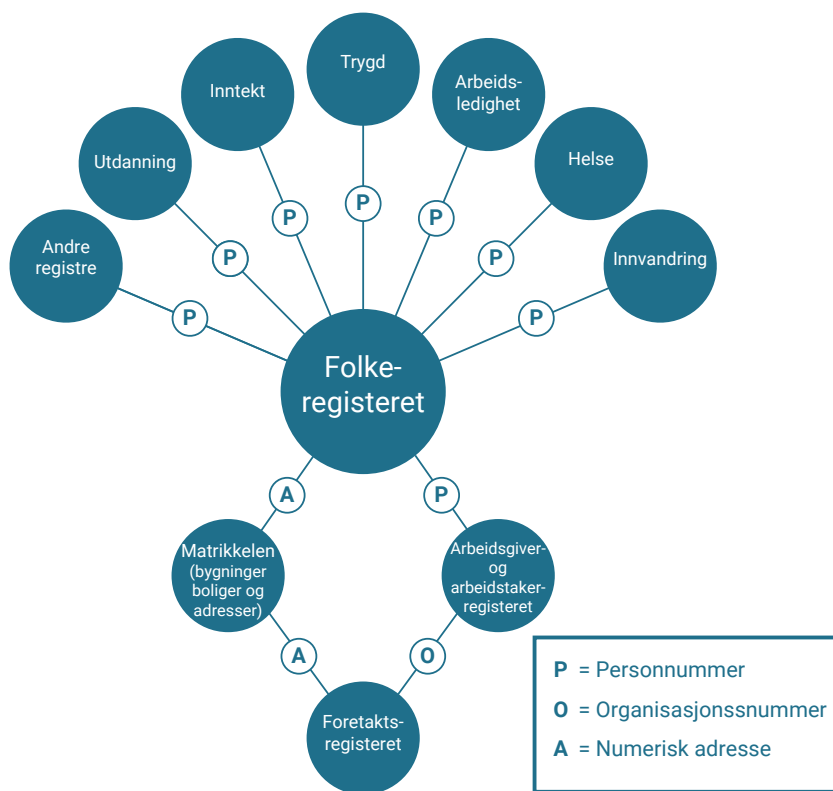 Trygd
Inntekt
Arbeids-
ledighet
Utdanning
Helse
Andre
registre
Innvandring
P
P
P
P
P
P
P
Folke-
registeret
A
P
Matrikkelen
(bygninger
boliger og
adresser)
Arbeidsgiver-
og
arbeidstaker-
registeret
A
O
Foretakts-
registeret
P = Personnummer
O = Organisasjonssnummer
A = Numerisk adresse